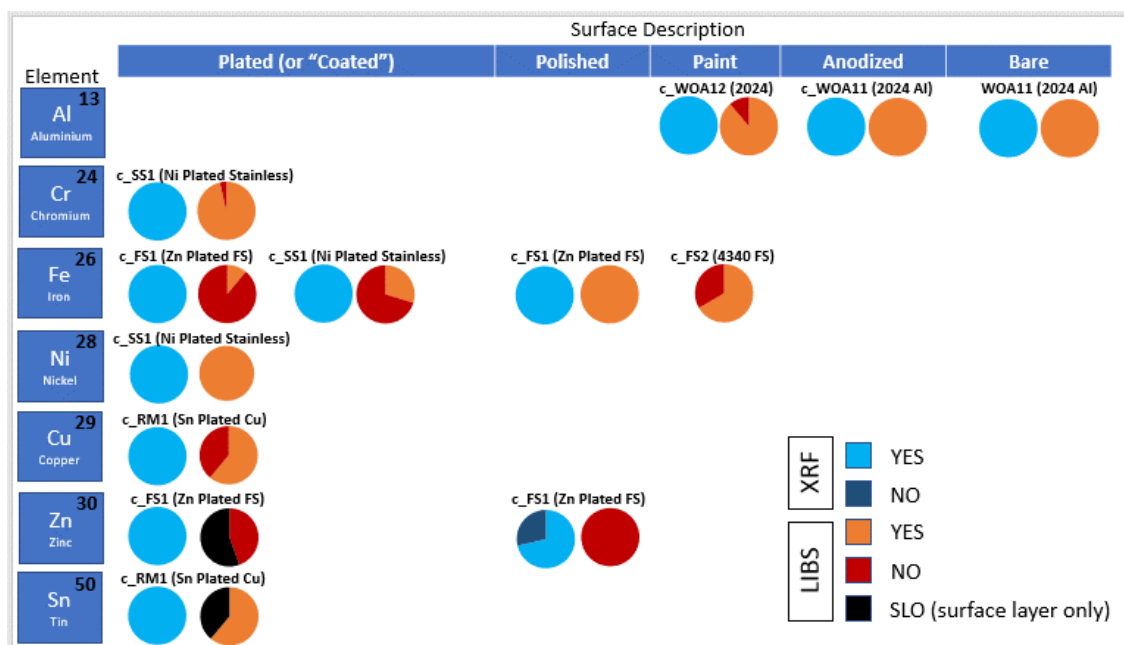 Surface Description
Element
Plated (or “Coated”)
Polished
Paint
Anodized
Bare
13
Al
Aluminium
c_WOA12 (2024)
c_WOA11 (2024 Al)
WOA11 (2024 Al)
24
Cr
Chromium
c_SS1 (Ni Plated Stainless)
26
Fe
Iron
c_FS1 (Zn Plated FS)
c_SS1 (Ni Plated Stainless)
c_FS1 (Zn Plated FS)
c_FS2 (4340 FS)
28
Ni
Nickel
c_SS1 (Ni Plated Stainless)
29
Cu
Copper
c_RM1 (Sn Plated Cu)
30
Zn
Zinc
c_FS1 (Zn Plated FS)
c_FS1 (Zn Plated FS)
50
Sn
Tin
c_RM1 (Sn Plated Cu)
XRF
YES
NO
LIBS
YES
NO
SLO (surface layer only)